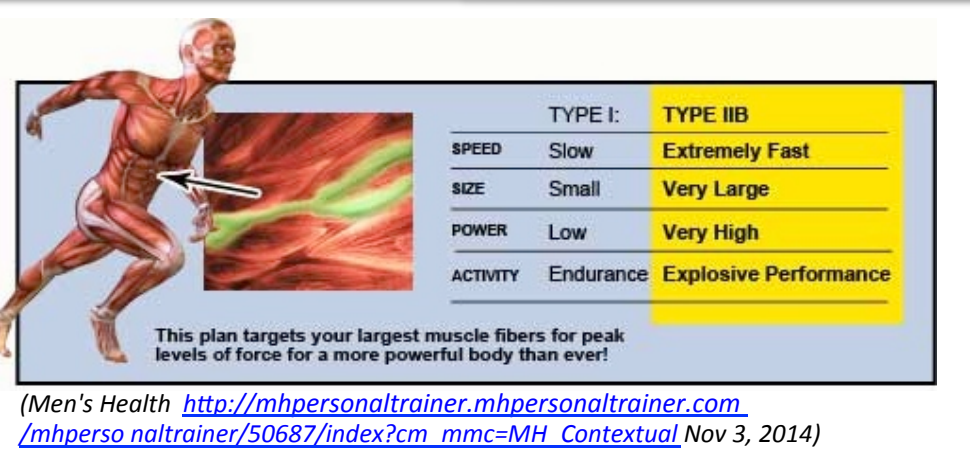 TYPE I: TYPE IIB
SPEED Slow Extremely Fast
SIZE Small Very Large
POWER Low Very High
ACTIVITY Endurance Explosive Performance
This plan targets your largest muscle fibers for peak
levels of force for a more powerful body than ever!
(Men's Health http://mhpersonaltrainer.mhpersonaltrainer.com
/mhperso naltrainer/50687/index?cm_mmc=MH_Contextual Nov 3, 2014)